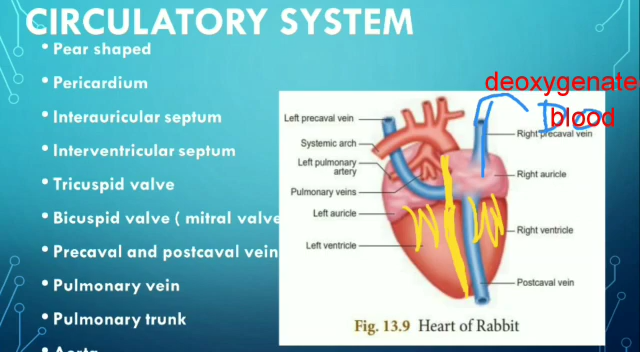 CIRCULATORY SYSTEM
• Pear shaped
• Pericardium
• Interauricular septum
• Interventricular septum
• Tricuspid valve
• Bicuspid valve ( mitral valve
• Precaval and postcaval vein
• Pulmonary vein
• Pulmonary trunk
• Aorta
deoxygenate
blood
Do
Left precaval vein
Systemic arch
Left pulmonary
artery
Pulmonary veins
Left auricle
Left ventricle
Right precaval vein
Right auricle
Right ventricle
Postcaval vein
Fig. 13.9 Heart of Rabbit